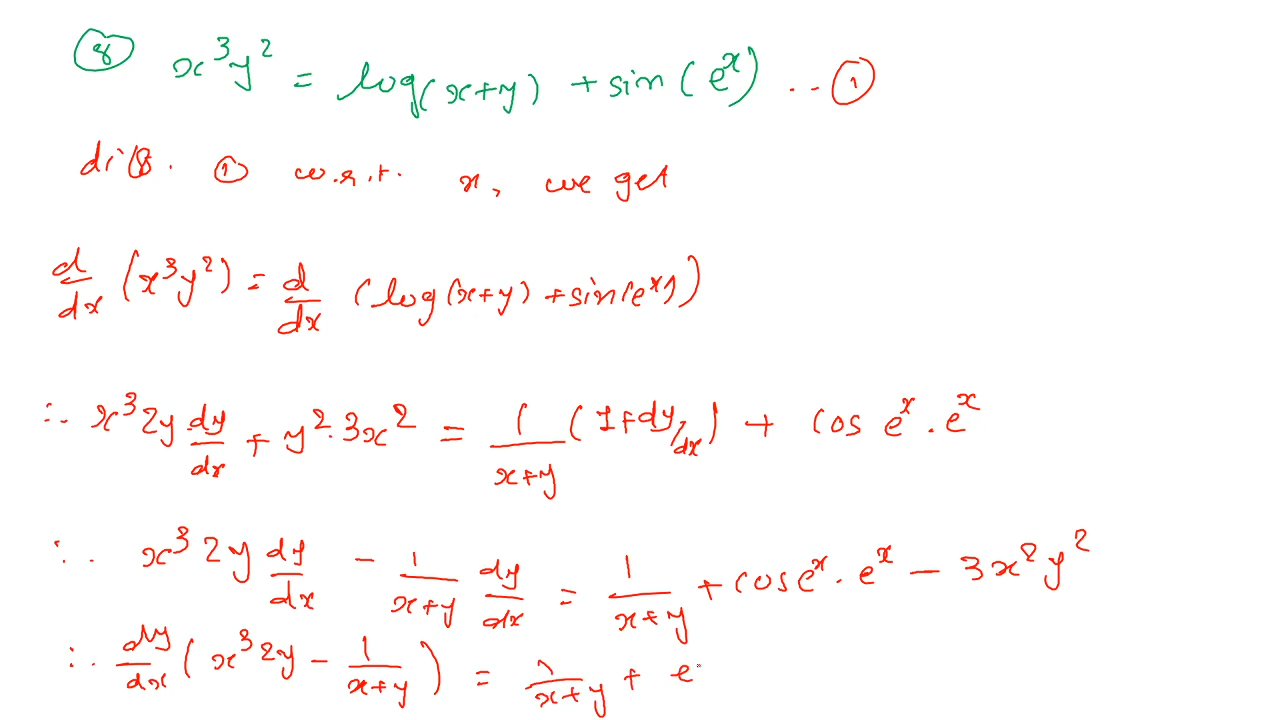 ⑧ x³y² = log(x+y) + sin(eˣ) ... ①
diff. ① w.r.t. x, we get
d/dx (x³y²) = d/dx (log(x+y) + sin(eˣ))
∴ x³2y dy/dx + y².3x² = 1/(x+y) (1+dy/dx) + cos eˣ . eˣ
∴ x³2y dy/dx - 1/(x+y) dy/dx = 1/(x+y) + cos eˣ . eˣ - 3x²y²
∴ dy/dx (x³2y - 1/(x+y)) = 1/(x+y) + e